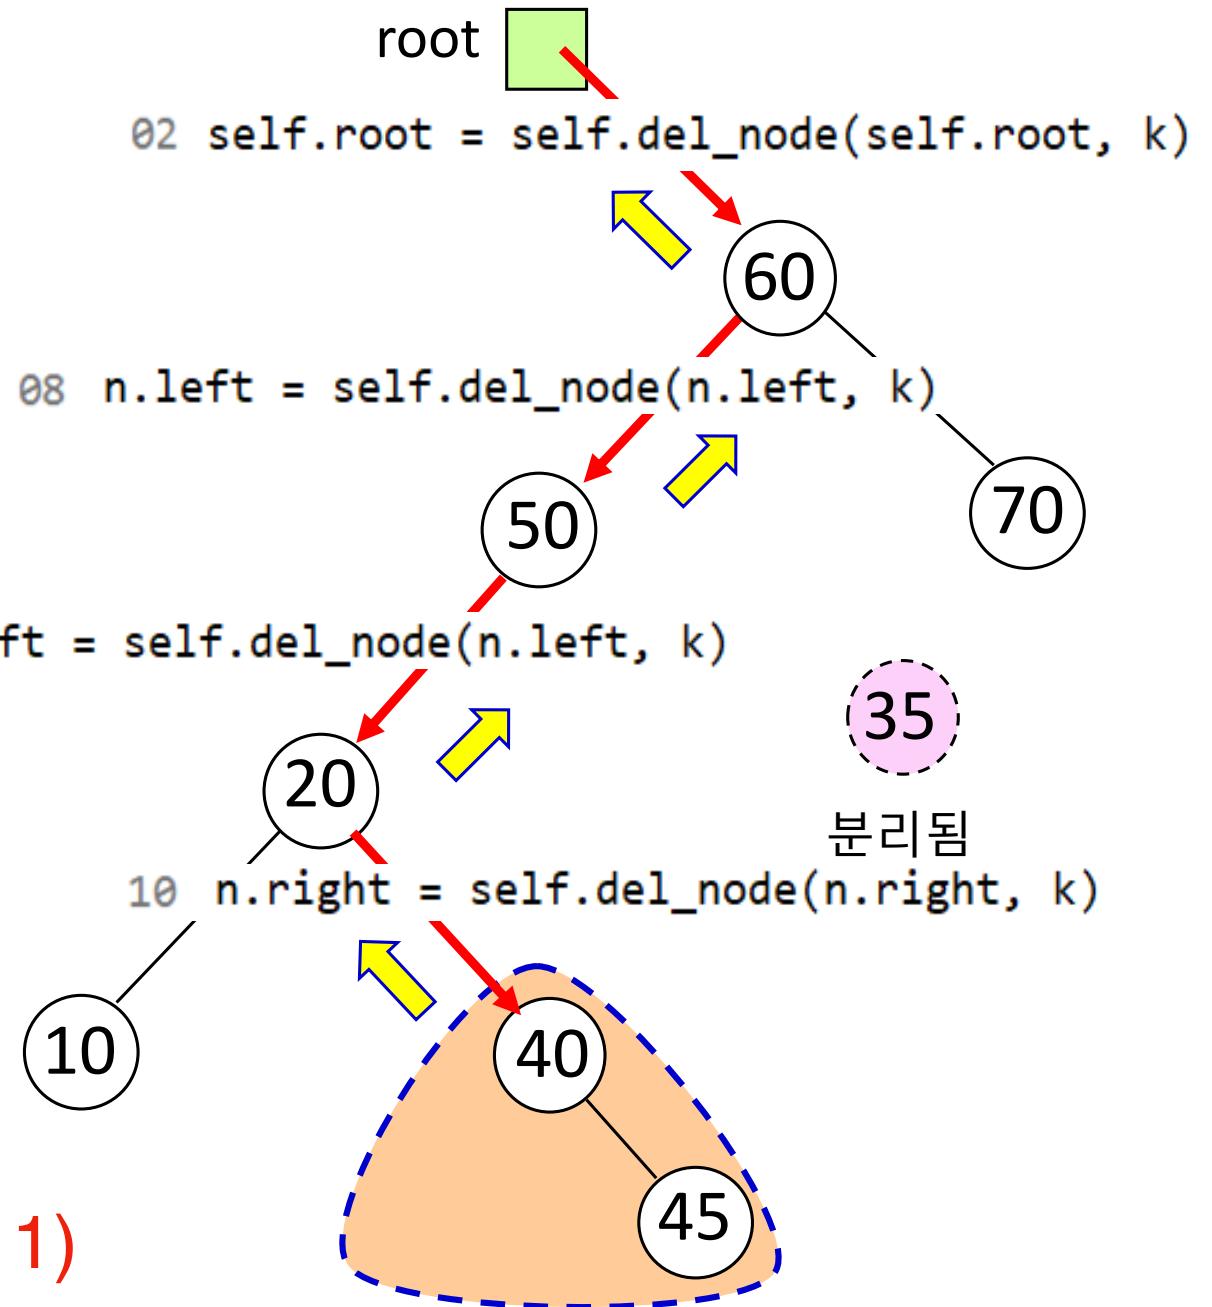 root
02 self.root = self.del_node(self.root, k)
60
08 n.left = self.del_node(n.left, k)
50
70
ft = self.del_node(n.left, k)
35
20
분리됨
10 n.right = self.del_node(n.right, k)
10
40
45
1)